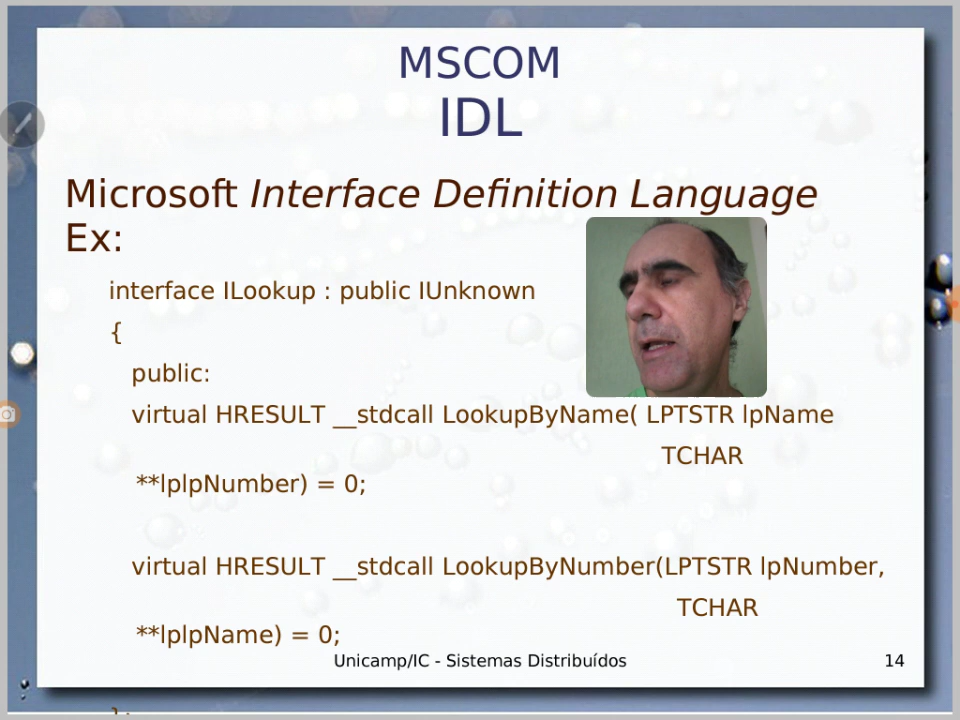 MSCOM
IDL
Microsoft Interface Definition Language
Ex:
interface ILookup : public IUnknown
{
public:
virtual HRESULT __stdcall LookupByName( LPTSTR lpName
TCHAR
**lplpNumber) = 0;
virtual HRESULT __stdcall LookupByNumber(LPTSTR lpNumber,
TCHAR
**lplpName) = 0;
Unicamp/IC - Sistemas Distribuídos 14